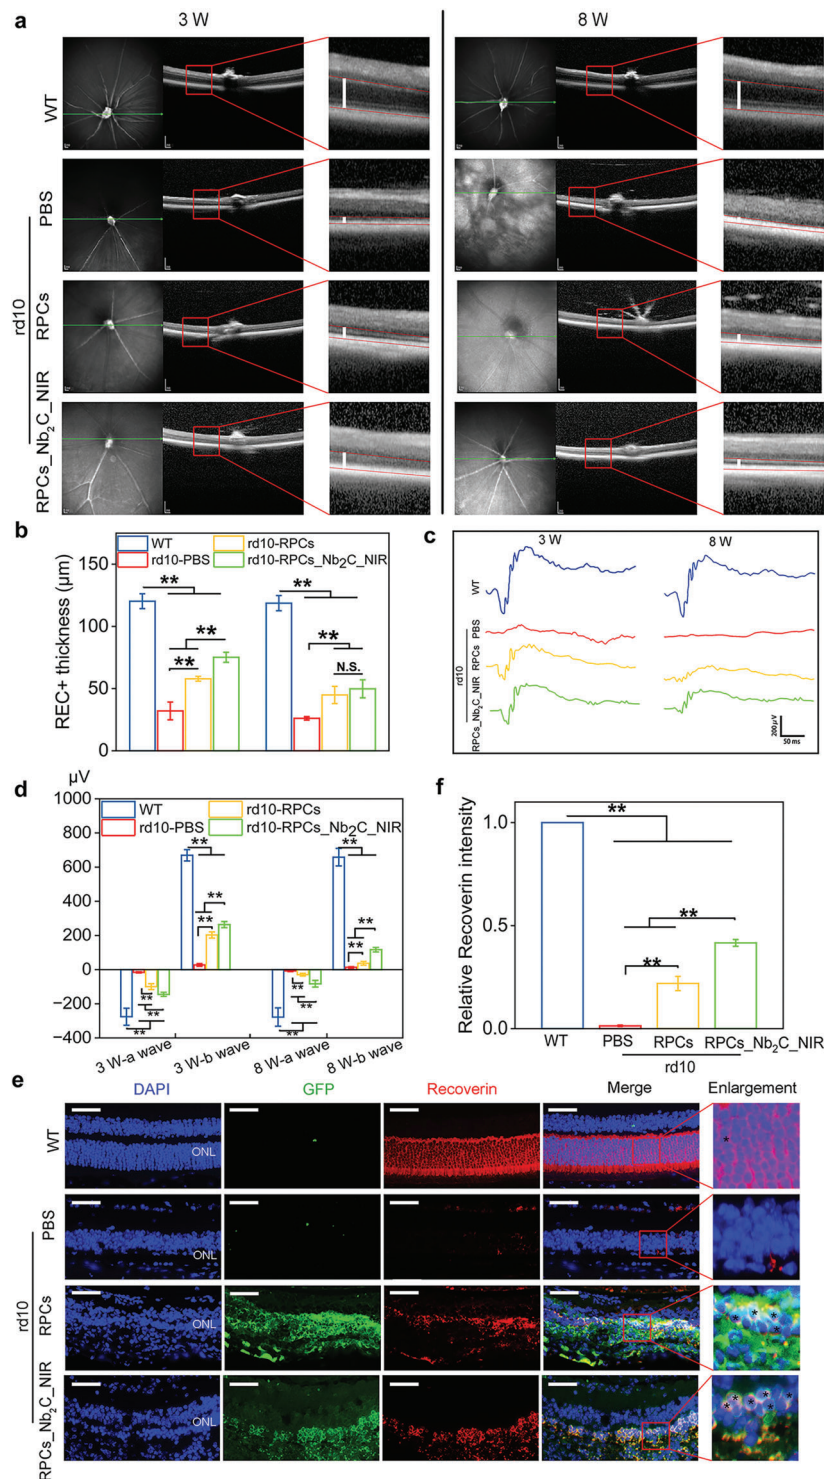 a
3 W
8 W
WT
PBS
RPCs
RPCs_Nb₂C_NIR
rd10
b
REC+ thickness (μm)
WT
rd10-RPCs
rd10-PBS
rd10-RPCs_Nb₂C_NIR
150
100
50
0
**
**
**
**
**
N.S.
c
3 W
8 W
WT
PBS
RPCs
RPCs_Nb₂C_NIR
rd10
200 μV
50 ms
d
μV
WT
rd10-RPCs
rd10-PBS
rd10-RPCs_Nb₂C_NIR
1000
800
600
400
200
0
−200
−400
**
**
**
**
**
**
**
**
**
**
**
**
3 W-a wave
3 W-b wave
8 W-a wave
8 W-b wave
f
Relative Recoverin intensity
1.0
0.5
0.0
**
**
**
WT
PBS
RPCs
RPCs_Nb₂C_NIR
rd10
e
DAPI
GFP
Recoverin
Merge
Enlargement
WT
ONL
*
PBS
ONL
RPCs
ONL
RPCs_Nb₂C_NIR
ONL
rd10